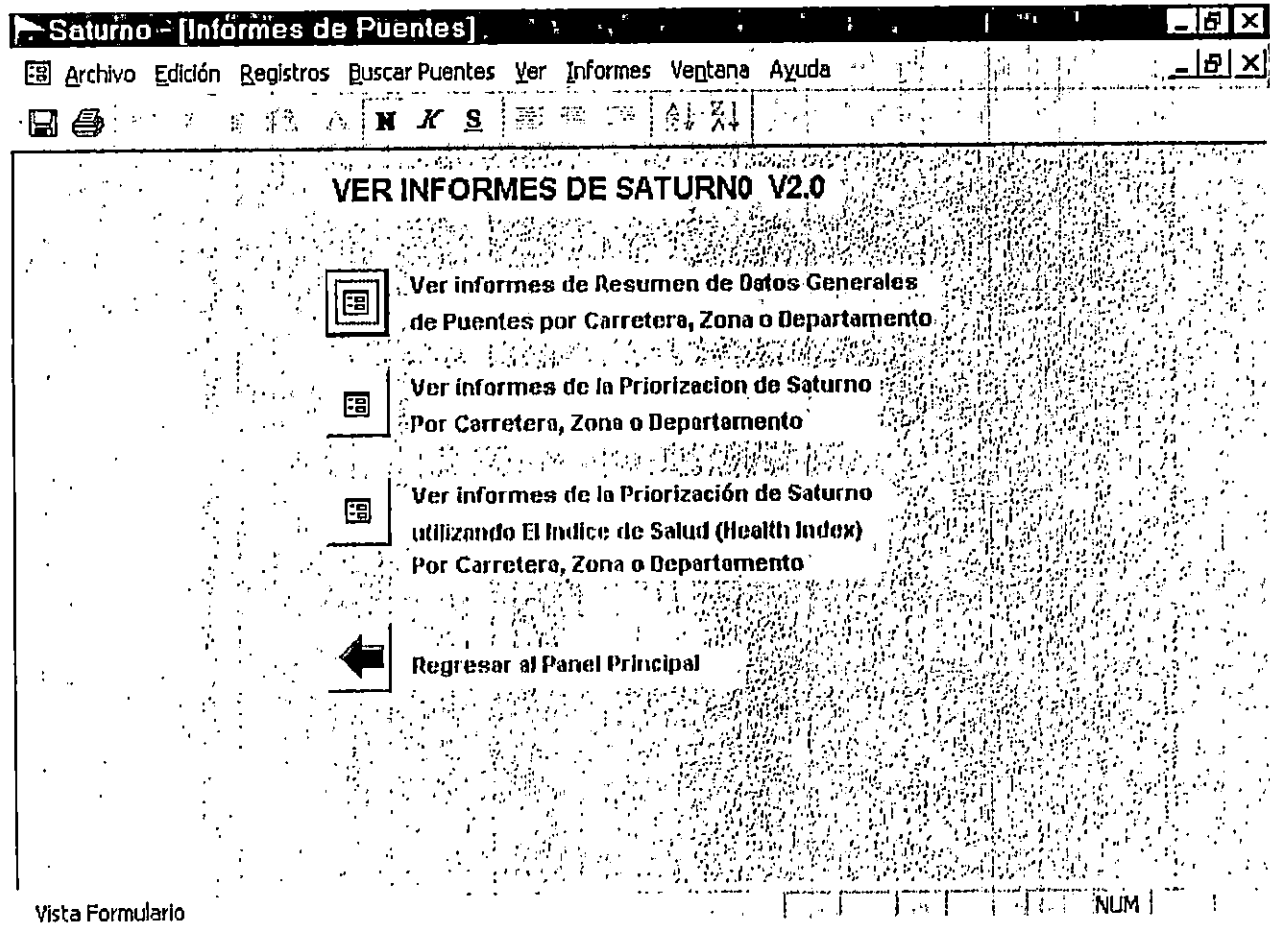 Saturno - [Informes de Puentes]
Archivo Edición Registros Buscar Puentes Ver Informes Ventana Ayuda
N K S
VER INFORMES DE SATURN0 V2.0
Ver informes de Resumen de Datos Generales
de Puentes por Carretera, Zona o Departamento
Ver informes de la Priorizacion de Saturno
Por Carretera, Zona o Departamento
Ver informes de la Priorización de Saturno
utilizando El Indice de Salud (Health Index)
Por Carretera, Zona o Departamento
Regresar al Panel Principal
Vista Formulario NUM